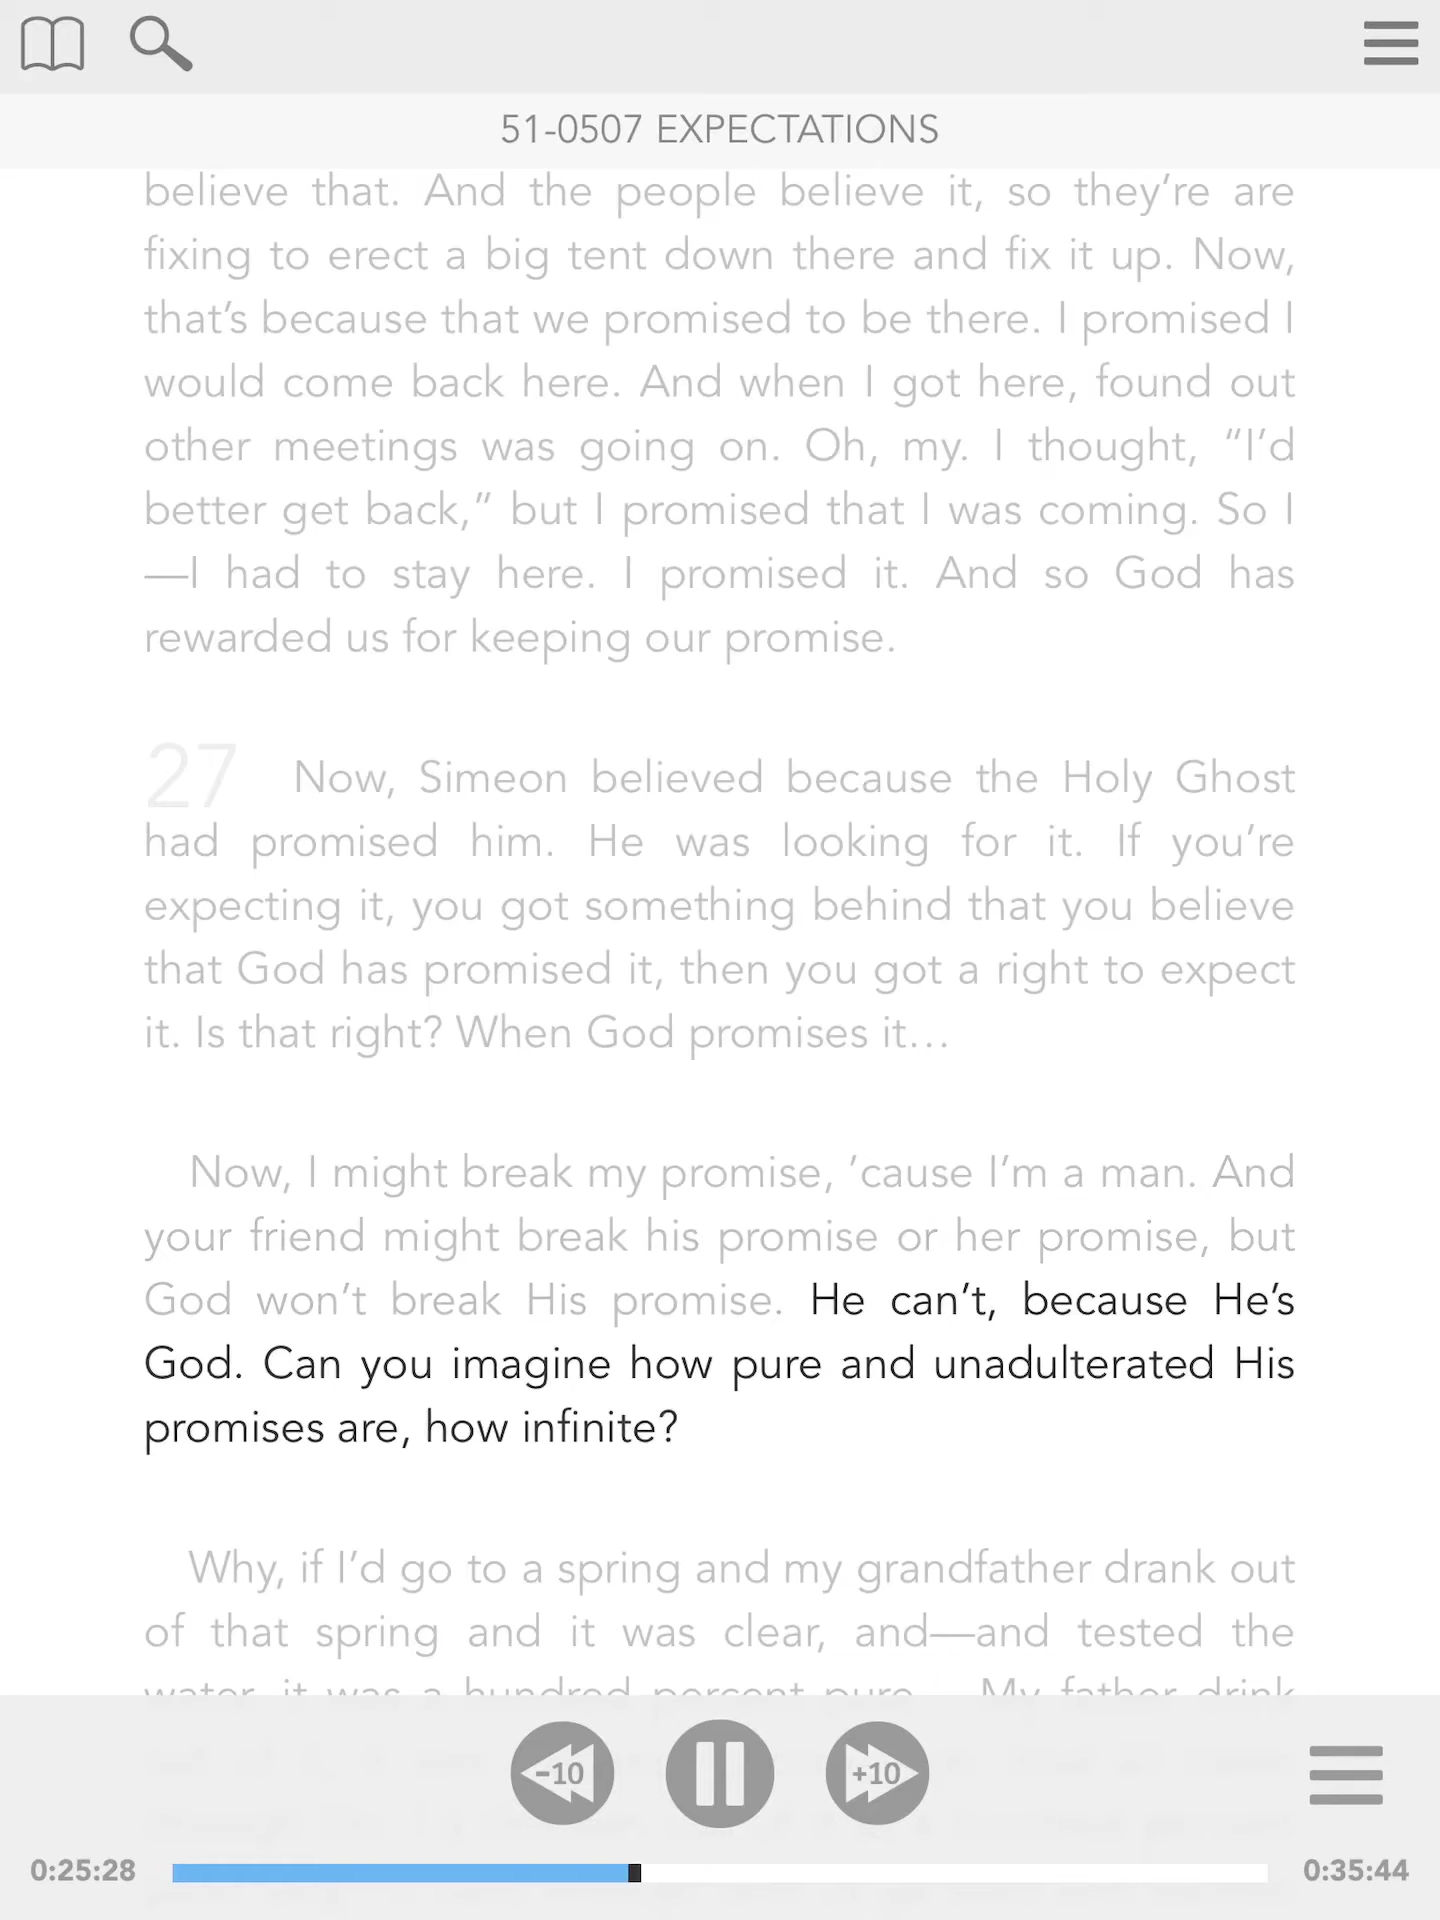 51-0507 EXPECTATIONS
believe that. And the people believe it, so they’re are
fixing to erect a big tent down there and fix it up. Now,
that’s because that we promised to be there. I promised I
would come back here. And when I got here, found out
other meetings was going on. Oh, my. I thought, “I’d
better get back,” but I promised that I was coming. So I
—I had to stay here. I promised it. And so God has
rewarded us for keeping our promise.
27 Now, Simeon believed because the Holy Ghost
had promised him. He was looking for it. If you’re
expecting it, you got something behind that you believe
that God has promised it, then you got a right to expect
it. Is that right? When God promises it…
Now, I might break my promise, ’cause I’m a man. And
your friend might break his promise or her promise, but
God won’t break His promise. He can’t, because He’s
God. Can you imagine how pure and unadulterated His
promises are, how infinite?
Why, if I’d go to a spring and my grandfather drank out
of that spring and it was clear, and—and tested the
water, it was a hundred percent pure… My father drink
-10 +10
0:25:28 0:35:44